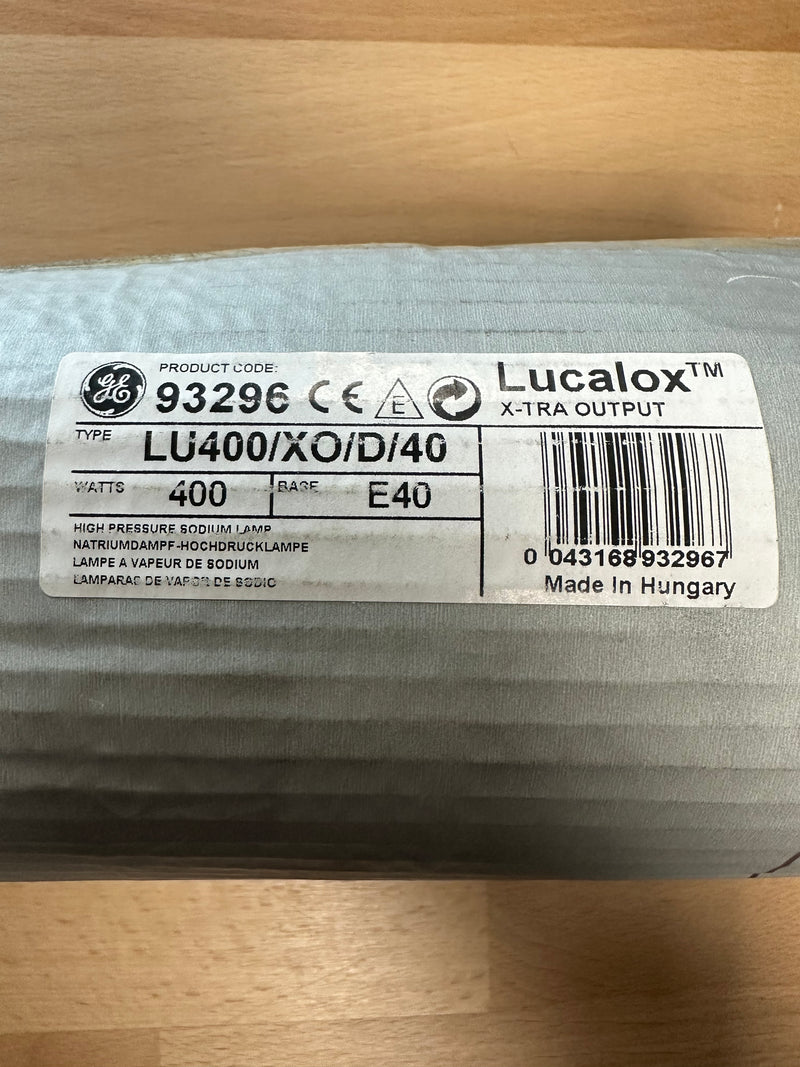 GE
PRODUCT CODE:
93296 CE E
Lucalox™
X-TRA OUTPUT
TYPE LU400/XO/D/40
WATTS 400 BASE E40
HIGH PRESSURE SODIUM LAMP
NATRIUMDAMPF-HOCHDRUCKLAMPE
LAMPE A VAPEUR DE SODIUM
LAMPARAS DE VAPOR DE SODIO
0 043168 932967
Made In Hungary